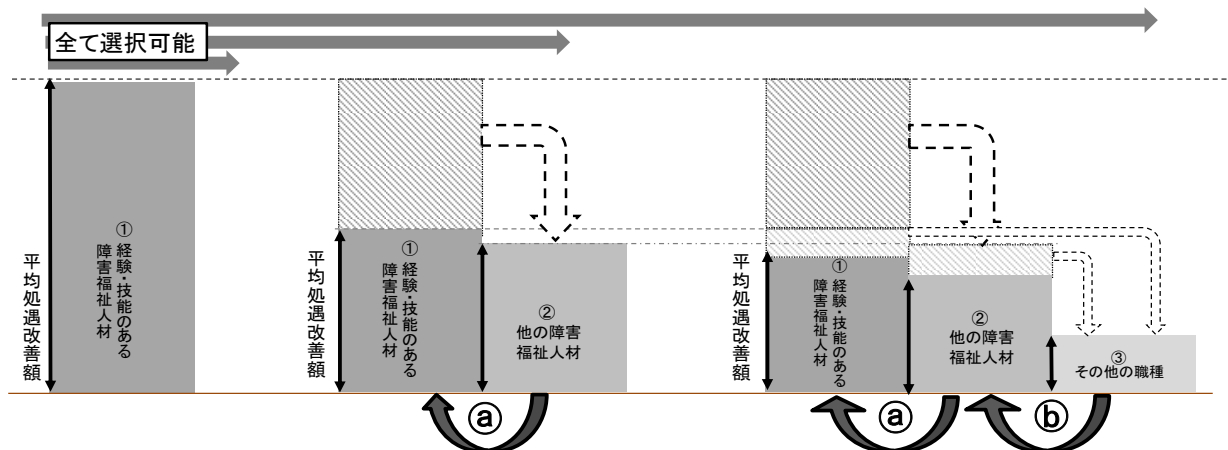 全て選択可能
平均処遇改善額
①経験・技能のある
障害福祉人材
平均処遇改善額
①経験・技能のある
障害福祉人材
②
他の障害
福祉人材
ⓐ
平均処遇改善額
①経験・技能のある
障害福祉人材
②
他の障害
福祉人材
③
その他の職種
ⓐ
ⓑ